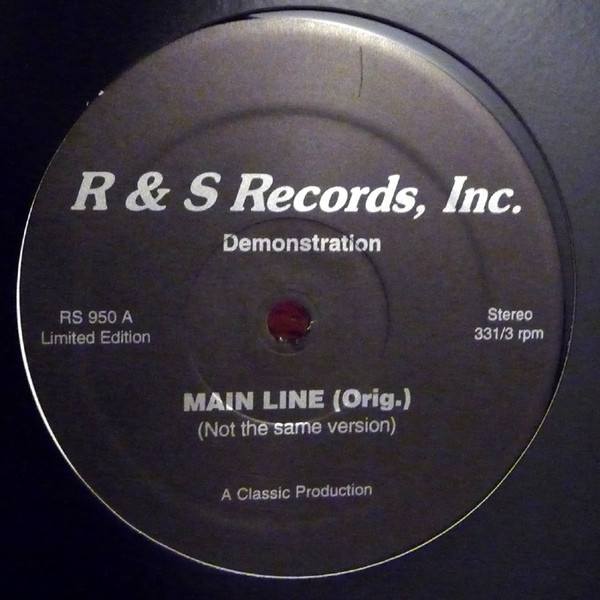 R & S Records, Inc.
Demonstration
RS 950 A
Limited Edition
Stereo
331/3 rpm
MAIN LINE (Orig.)
(Not the same version)
A Classic Production